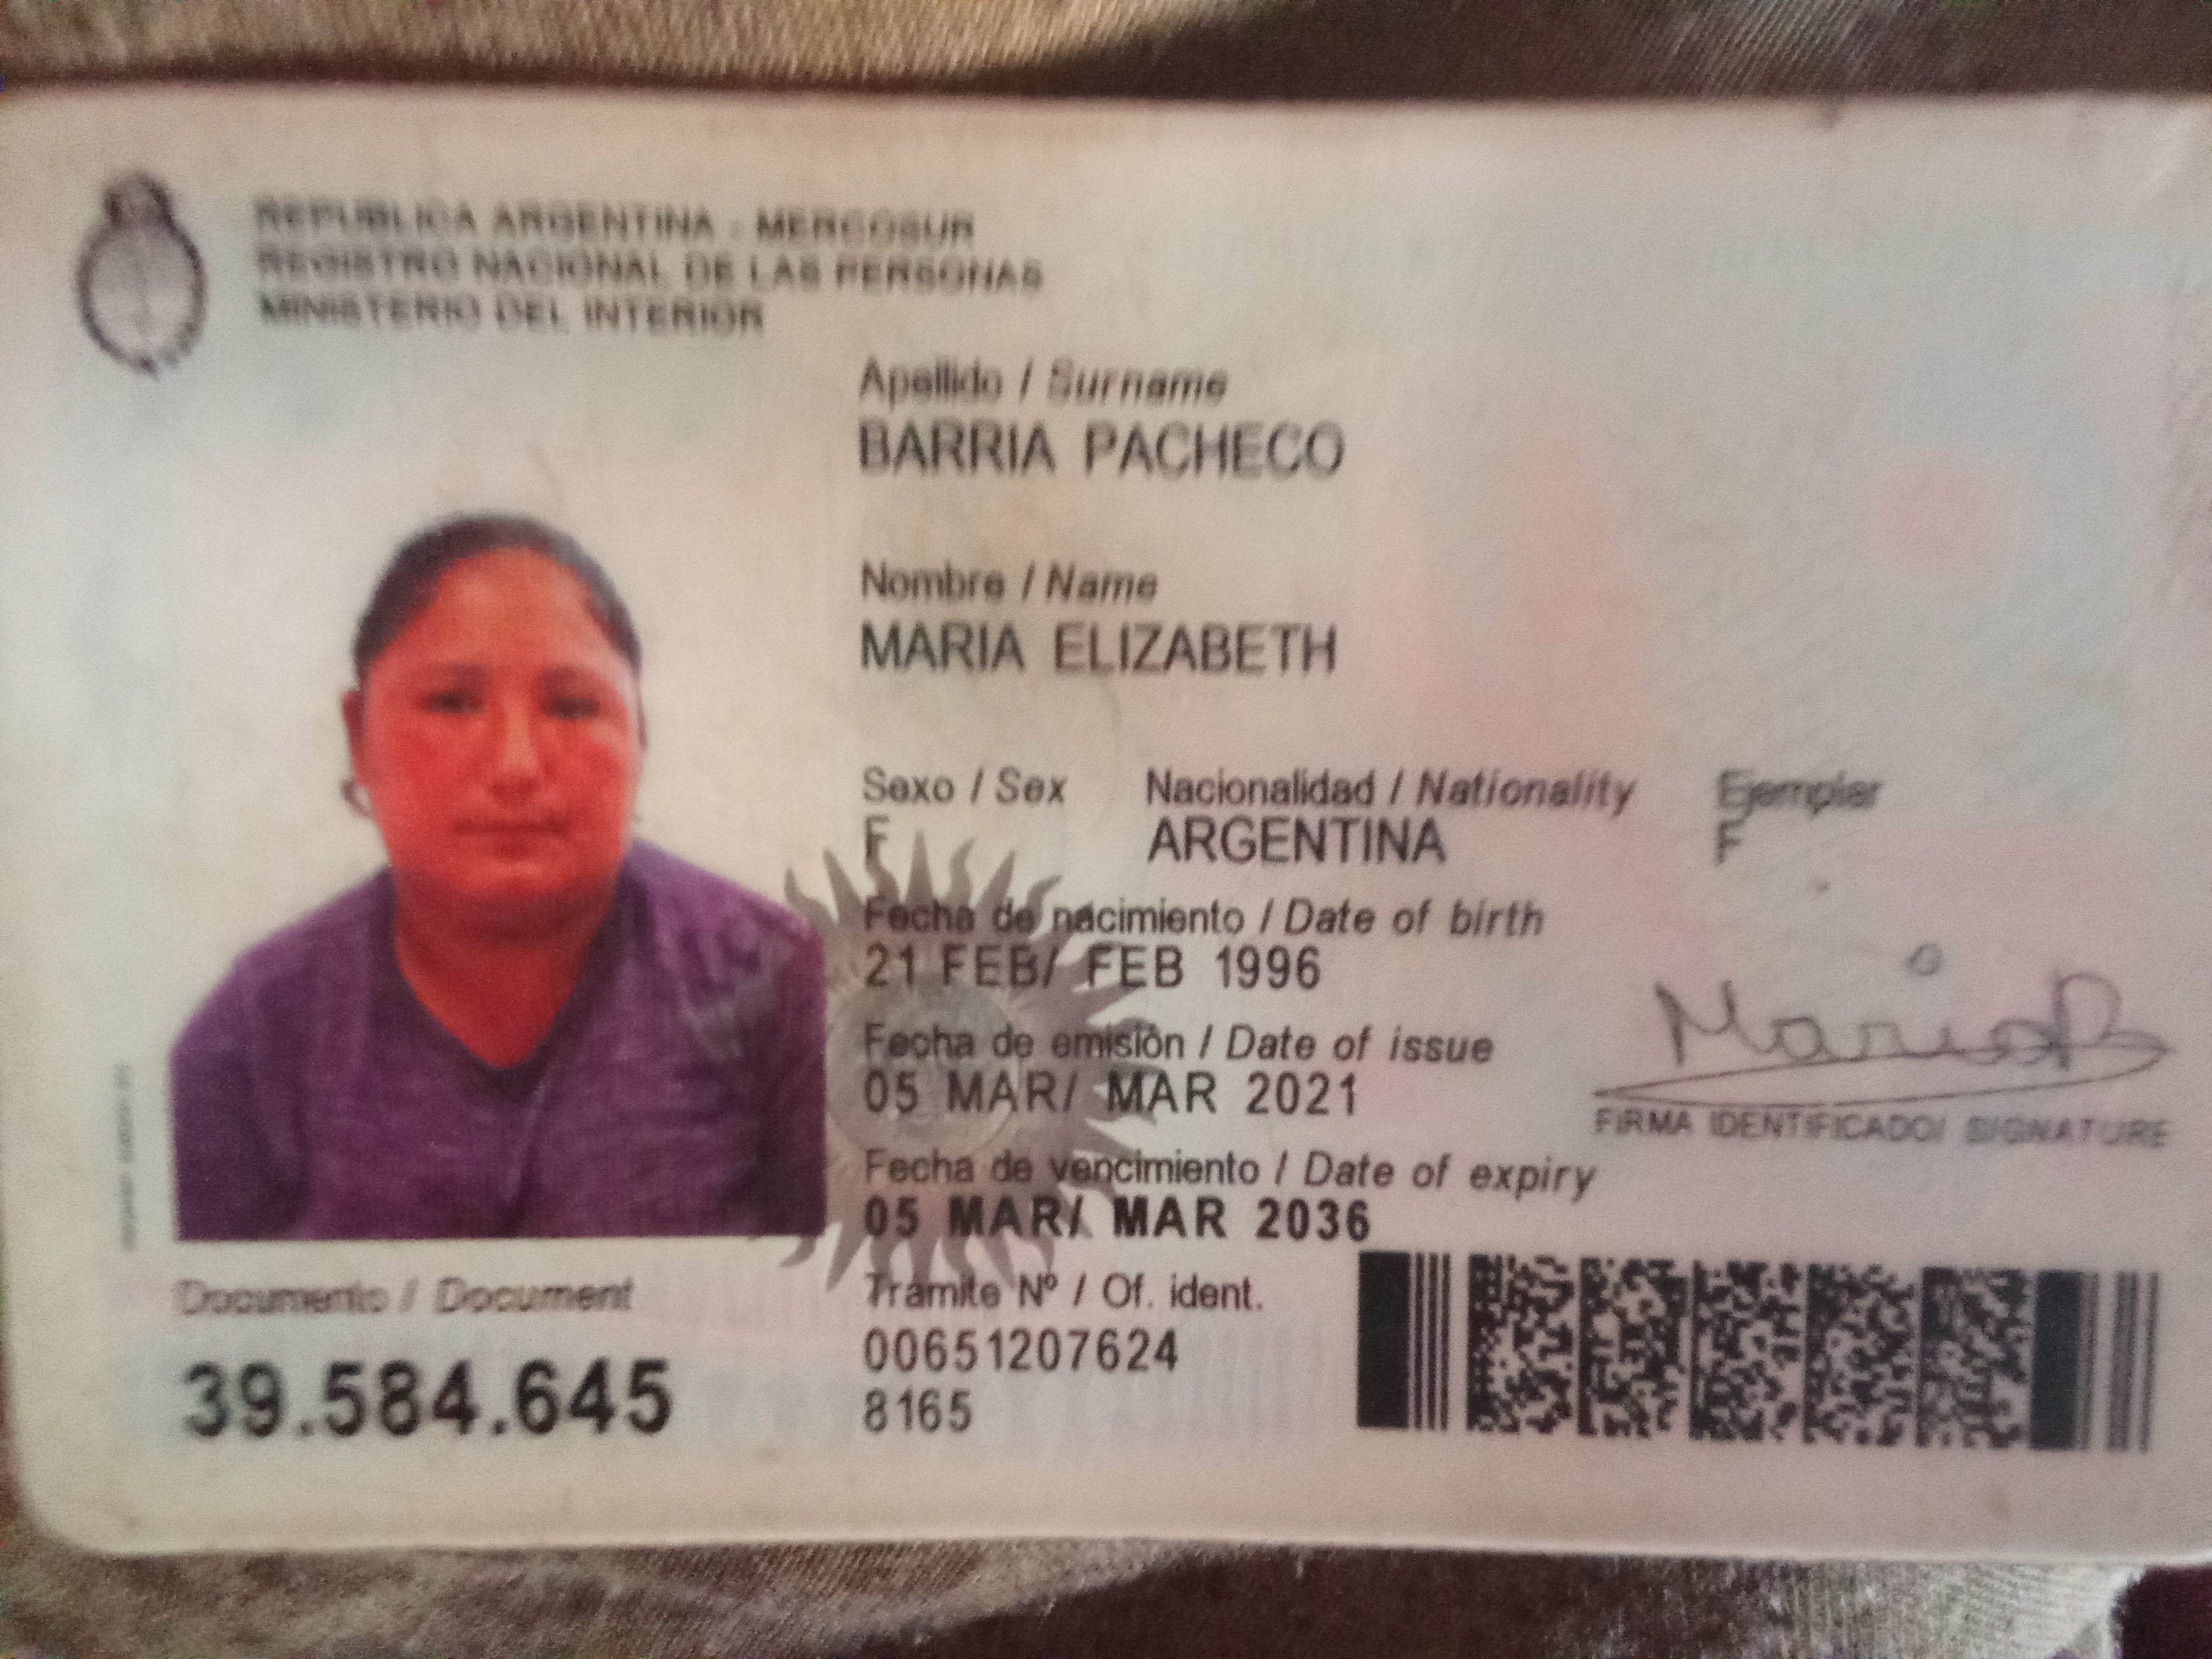 REPUBLICA ARGENTINA - MERCOSUR
REGISTRO NACIONAL DE LAS PERSONAS
MINISTERIO DEL INTERIOR
Apellido / Surname
BARRIA PACHECO
Nombre / Name
MARIA ELIZABETH
Sexo / Sex Nacionalidad / Nationality Ejemplar
F ARGENTINA F
Fecha de nacimiento / Date of birth
21 FEB/ FEB 1996
Fecha de emisión / Date of issue
05 MAR/ MAR 2021
MariaB
FIRMA IDENTIFICADO/ SIGNATURE
Fecha de vencimiento / Date of expiry
05 MAR/ MAR 2036
Documento / Document
39.584.645
Tramite Nº / Of. ident.
00651207624
8165